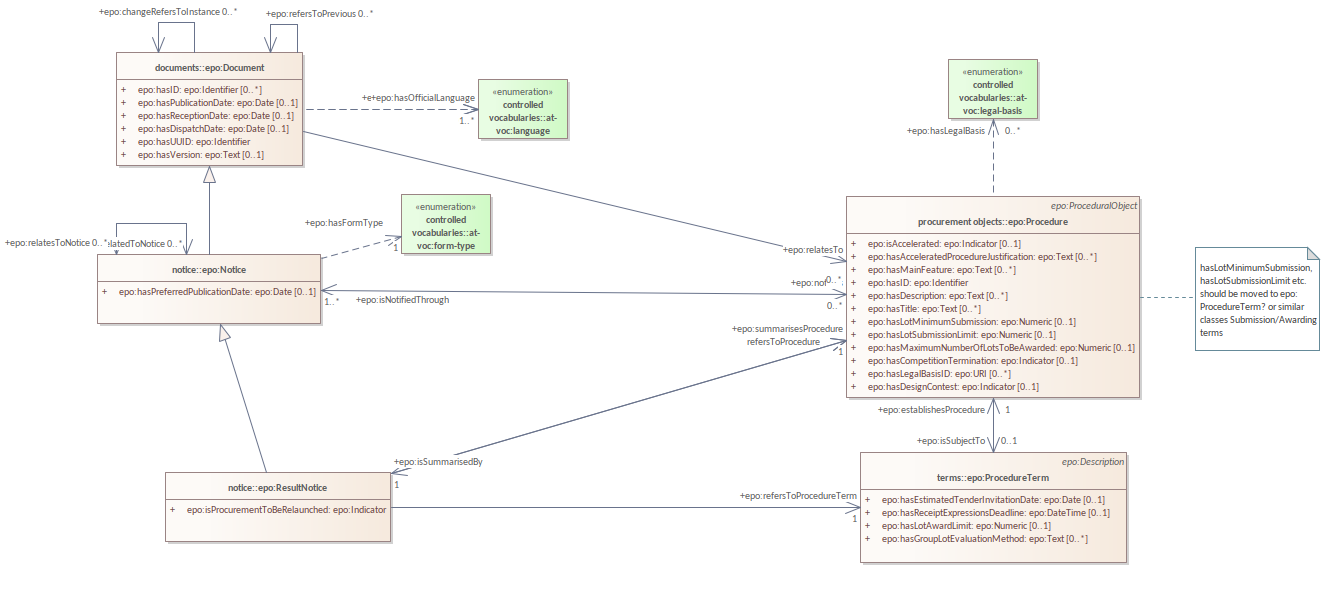 +epo:changeRefersToInstance 0..*
+epo:refersToPrevious 0..*
documents::epo:Document
+ epo:hasID: epo:Identifier [0..*]
+ epo:hasPublicationDate: epo:Date [0..1]
+ epo:hasReceptionDate: epo:Date [0..1]
+ epo:hasDispatchDate: epo:Date [0..1]
+ epo:hasUUID: epo:Identifier
+ epo:hasVersion: epo:Text [0..1]
+e+epo:hasOfficialLanguage
1..*
«enumeration»
controlled
vocabularies::at-
voc:language
«enumeration»
controlled
vocabularies::at-
voc:legal-basis
+epo:hasLegalBasis
0..*
«enumeration»
controlled
vocabularies::at-
voc:form-type
+epo:hasFormType
1
+epo:relatesToNotice 0..*
latedToNotice 0..*
notice::epo:Notice
+ epo:hasPreferredPublicationDate: epo:Date [0..1]
1..*
+epo:isNotifiedThrough
+epo:relatesTo
0..*
+epo:not
0..*
epo:ProceduralObject
procurement objects::epo:Procedure
+ epo:isAccelerated: epo:Indicator [0..1]
+ epo:hasAcceleratedProcedureJustification: epo:Text [0..*]
+ epo:hasMainFeature: epo:Text [0..*]
+ epo:hasID: epo:Identifier
+ epo:hasDescription: epo:Text [0..*]
+ epo:hasTitle: epo:Text [0..*]
+ epo:hasLotMinimumSubmission: epo:Numeric [0..1]
+ epo:hasLotSubmissionLimit: epo:Numeric [0..1]
+ epo:hasMaximumNumberOfLotsToBeAwarded: epo:Numeric [0..1]
+ epo:hasCompetitionTermination: epo:Indicator [0..1]
+ epo:hasLegalBasisID: epo:URI [0..*]
+ epo:hasDesignContest: epo:Indicator [0..1]
hasLotMinimumSubmission,
hasLotSubmissionLimit etc.
should be moved to epo:
ProcedureTerm? or similar
classes Submission/Awarding
terms
+epo:summarisesProcedure
refersToProcedure
1
+epo:establishesProcedure
1
+epo:isSubjectTo
0..1
+epo:isSummarisedBy
1
notice::epo:ResultNotice
+ epo:isProcurementToBeRelaunched: epo:Indicator
+epo:refersToProcedureTerm
1
epo:Description
terms::epo:ProcedureTerm
+ epo:hasEstimatedTenderInvitationDate: epo:Date [0..1]
+ epo:hasReceiptExpressionsDeadline: epo:DateTime [0..1]
+ epo:hasLotAwardLimit: epo:Numeric [0..1]
+ epo:hasGroupLotEvaluationMethod: epo:Text [0..*]